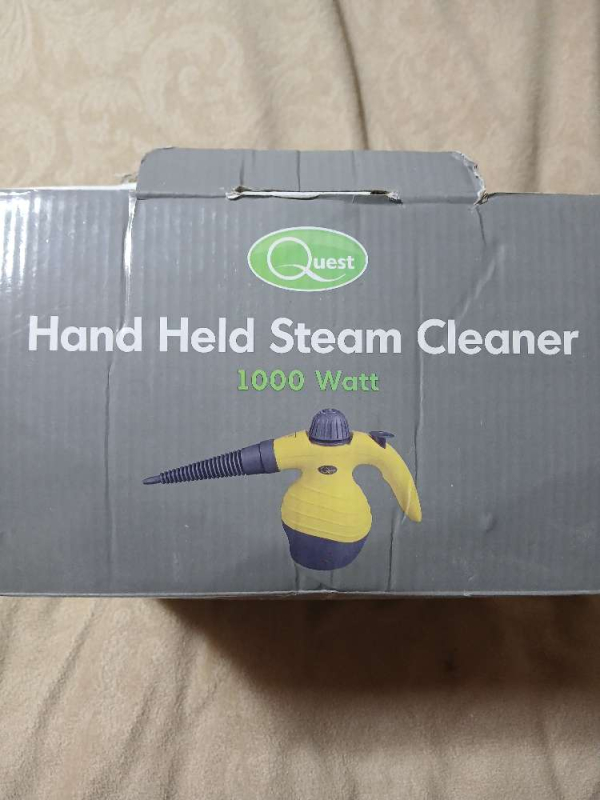 Quest
Hand Held Steam Cleaner
1000 Watt